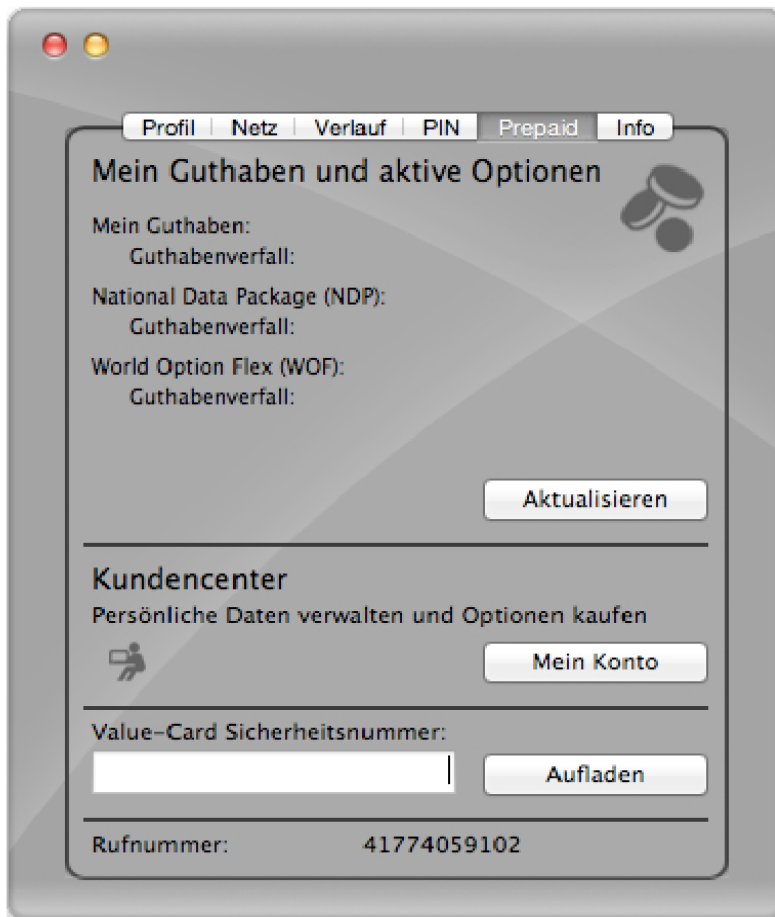 Profil Netz Verlauf PIN Prepaid Info
Mein Guthaben und aktive Optionen
Mein Guthaben:
Guthabenverfall:
National Data Package (NDP):
Guthabenverfall:
World Option Flex (WOF):
Guthabenverfall:
Aktualisieren
Kundencenter
Persönliche Daten verwalten und Optionen kaufen
Mein Konto
Value-Card Sicherheitsnummer:
Aufladen
Rufnummer: 41774059102